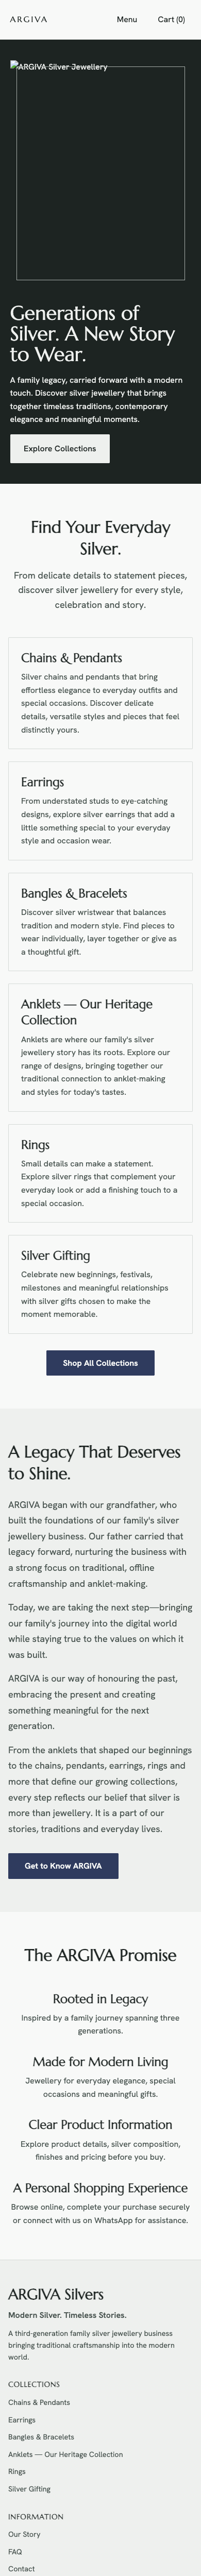 ARGIVA
Menu
Cart (0)
ARGIVA Silver Jewellery
Generations of
Silver. A New Story
to Wear.
A family legacy, carried forward with a modern
touch. Discover silver jewellery that brings
together timeless traditions, contemporary
elegance and meaningful moments.
Explore Collections
Find Your Everyday
Silver.
From delicate details to statement pieces,
discover silver jewellery for every style,
celebration and story.
Chains & Pendants
Silver chains and pendants that bring
effortless elegance to everyday outfits and
special occasions. Discover delicate
details, versatile styles and pieces that feel
distinctly yours.
Earrings
From understated studs to eye-catching
designs, explore silver earrings that add a
little something special to your everyday
style and occasion wear.
Bangles & Bracelets
Discover silver wristwear that balances
tradition and modern style. Find pieces to
wear individually, layer together or give as
a thoughtful gift.
Anklets — Our Heritage
Collection
Anklets are where our family's silver
jewellery story has its roots. Explore our
range of designs, bringing together our
traditional connection to anklet-making
and styles for today's tastes.
Rings
Small details can make a statement.
Explore silver rings that complement your
everyday look or add a finishing touch to a
special occasion.
Silver Gifting
Celebrate new beginnings, festivals,
milestones and meaningful relationships
with silver gifts chosen to make the
moment memorable.
Shop All Collections
A Legacy That Deserves
to Shine.
ARGIVA began with our grandfather, who
built the foundations of our family's silver
jewellery business. Our father carried that
legacy forward, nurturing the business with
a strong focus on traditional, offline
craftsmanship and anklet-making.
Today, we are taking the next step—bringing
our family's journey into the digital world
while staying true to the values on which it
was built.
ARGIVA is our way of honouring the past,
embracing the present and creating
something meaningful for the next
generation.
From the anklets that shaped our beginnings
to the chains, pendants, earrings, rings and
more that define our growing collections,
every step reflects our belief that silver is
more than jewellery. It is a part of our
stories, traditions and everyday lives.
Get to Know ARGIVA
The ARGIVA Promise
Rooted in Legacy
Inspired by a family journey spanning three
generations.
Made for Modern Living
Jewellery for everyday elegance, special
occasions and meaningful gifts.
Clear Product Information
Explore product details, silver composition,
finishes and pricing before you buy.
A Personal Shopping Experience
Browse online, complete your purchase securely
or connect with us on WhatsApp for assistance.
ARGIVA Silvers
Modern Silver. Timeless Stories.
A third-generation family silver jewellery business
bringing traditional craftsmanship into the modern
world.
COLLECTIONS
Chains & Pendants
Earrings
Bangles & Bracelets
Anklets — Our Heritage Collection
Rings
Silver Gifting
INFORMATION
Our Story
FAQ
Contact